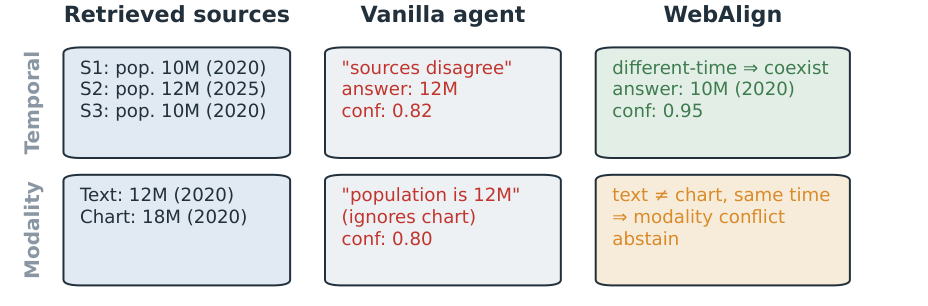 Retrieved sources
Vanilla agent
WebAlign
Temporal
S1: pop. 10M (2020)
S2: pop. 12M (2025)
S3: pop. 10M (2020)
"sources disagree"
answer: 12M
conf: 0.82
different-time ⇒ coexist
answer: 10M (2020)
conf: 0.95
Modality
Text: 12M (2020)
Chart: 18M (2020)
"population is 12M"
(ignores chart)
conf: 0.80
text ≠ chart, same time
⇒ modality conflict
abstain